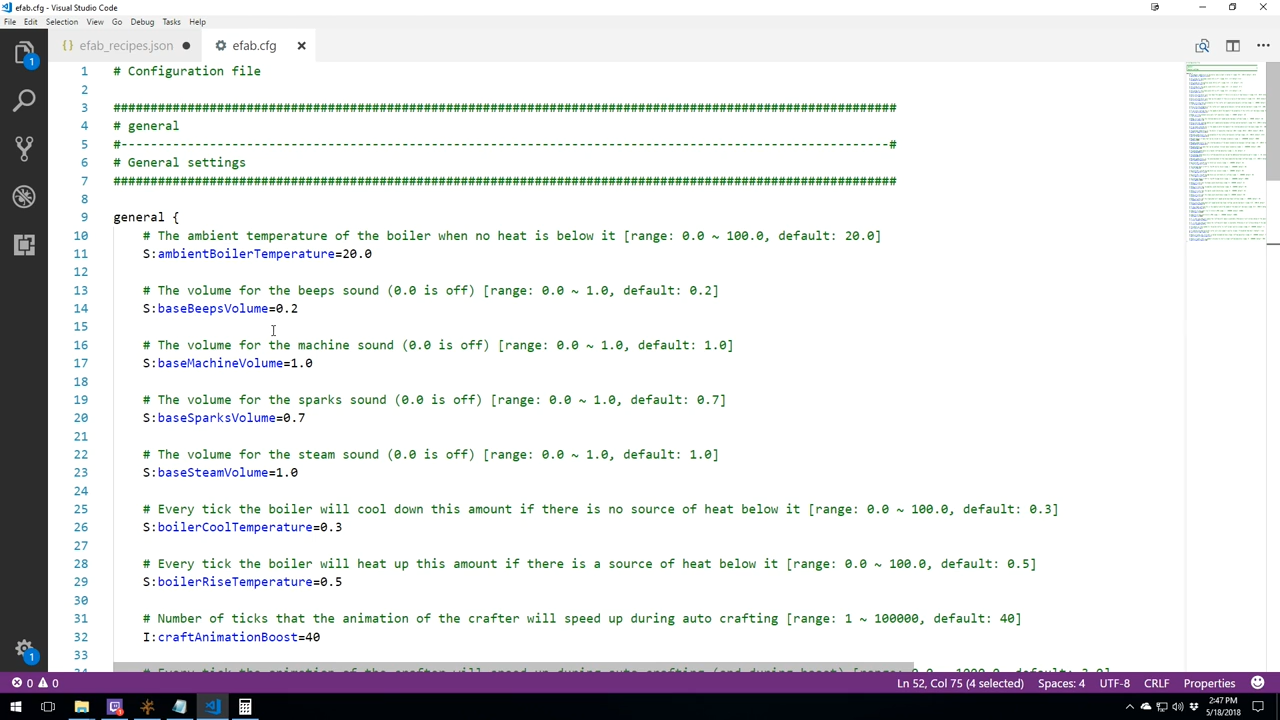 efab.cfg - Visual Studio Code
File Edit Selection View Go Debug Tasks Help
efab_recipes.json
efab.cfg
1 # Configuration file
2
3 ####################
4 # general
5 #--------------------#
6 # General settings
7 ####################
8
9 general {
10 # The ambient temperature [range: 100.0, 20.0]
11 S:ambientBoilerTemperature=20.0
12
13 # The volume for the beeps sound (0.0 is off) [range: 0.0 ~ 1.0, default: 0.2]
14 S:baseBeepsVolume=0.2
15
16 # The volume for the machine sound (0.0 is off) [range: 0.0 ~ 1.0, default: 1.0]
17 S:baseMachineVolume=1.0
18
19 # The volume for the sparks sound (0.0 is off) [range: 0.0 ~ 1.0, default: 0.7]
20 S:baseSparksVolume=0.7
21
22 # The volume for the steam sound (0.0 is off) [range: 0.0 ~ 1.0, default: 1.0]
23 S:baseSteamVolume=1.0
24
25 # Every tick the boiler will cool down this amount if there is no source of heat below it [range: 0.0 ~ 100.0, default: 0.3]
26 S:boilerCoolTemperature=0.3
27
28 # Every tick the boiler will heat up this amount if there is a source of heat below it [range: 0.0 ~ 100.0, default: 0.5]
29 S:boilerRiseTemperature=0.5
30
31 # Number of ticks that the animation of the crafter will speed up during auto crafting [range: 1 ~ 100000, default: 40]
32 I:craftAnimationBoost=40
33
0 0
Ln 52, Col 75 (4 selected) Spaces: 4 UTF-8 CRLF Properties
2:47 PM
5/18/2018